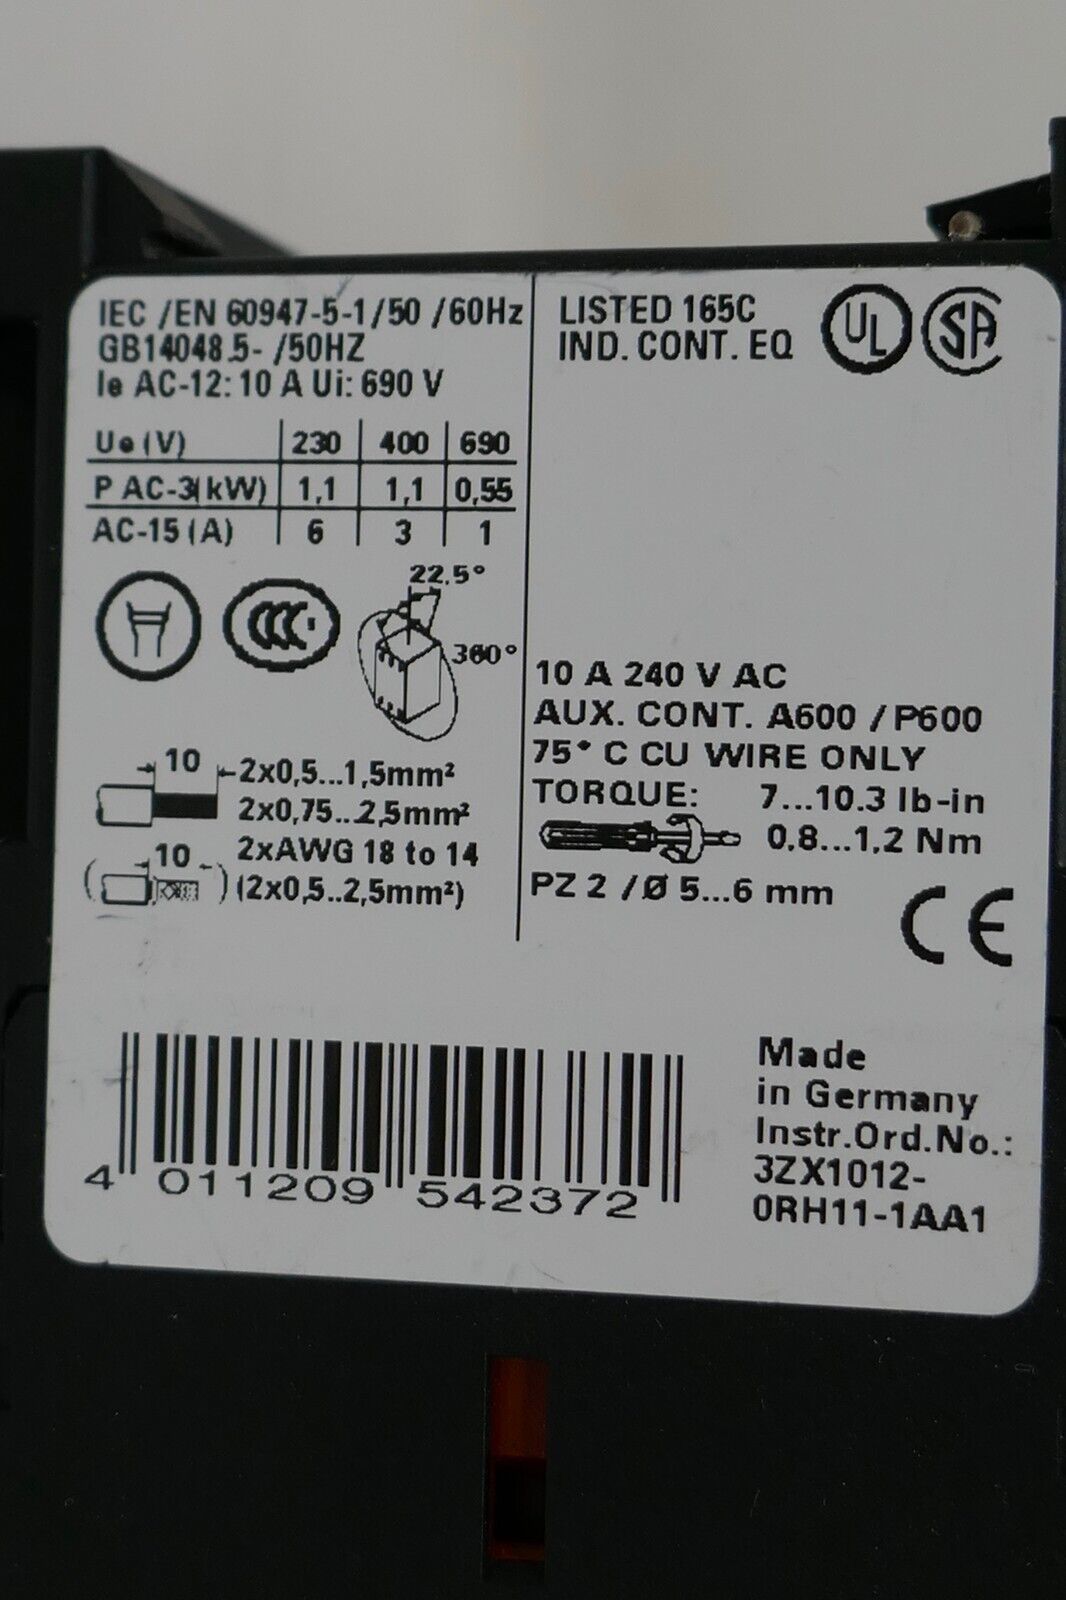 IEC /EN 60947-5-1/50 /60Hz
GB14048.5- /50HZ
Ie AC-12: 10 A Ui: 690 V
Ue (V) 230 400 690
P AC-3(kW) 1,1 1,1 0,55
AC-15 (A) 6 3 1
22.5°
360°
10 2x0,5...1,5mm²
2x0,75...2,5mm²
2xAWG 18 to 14
( 10 ) (2x0,5..2,5mm²)
LISTED 165C
IND. CONT. EQ
UL
SA
10 A 240 V AC
AUX. CONT. A600 / P600
75° C CU WIRE ONLY
TORQUE: 7...10.3 lb-in
0.8...1,2 Nm
PZ 2 / Ø 5...6 mm
CE
4 011209 542372
Made
in Germany
Instr.Ord.No.:
3ZX1012-
0RH11-1AA1